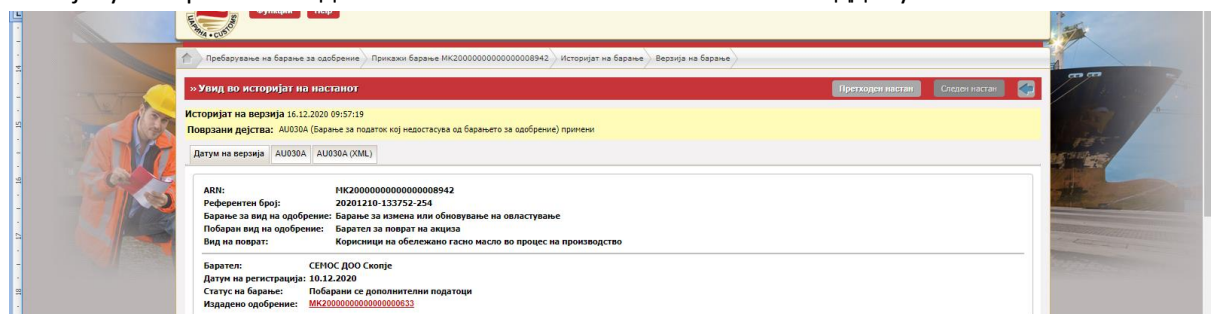 ЦАРИНА • CUSTOMS
Пребарување на барање за одобрение Прикажи барање MK20000000000000008942 Историјат на барање Верзија на барање
» Увид во историјат на настанот Претходен настан Следен настан
Историјат на верзија 16.12.2020 09:57:19
Поврзани дејства: AU030A (Барање за податок кој недостасува од барањето за одобрение) примени
Датум на верзија AU030A AU030A (XML)
ARN: MK20000000000000008942
Референтен број: 20201210-133752-254
Барање за вид на одобрение: Барање за измена или обновување на овластување
Побаран вид на одобрение: Барател за поврат на акциза
Вид на поврат: Корисници на обележано гасно масло во процес на производство
Барател: СЕМОС ДОО Скопје
Датум на регистрација: 10.12.2020
Статус на барање: Побарани се дополнителни податоци
Издадено одобрение: MK20000000000000000633